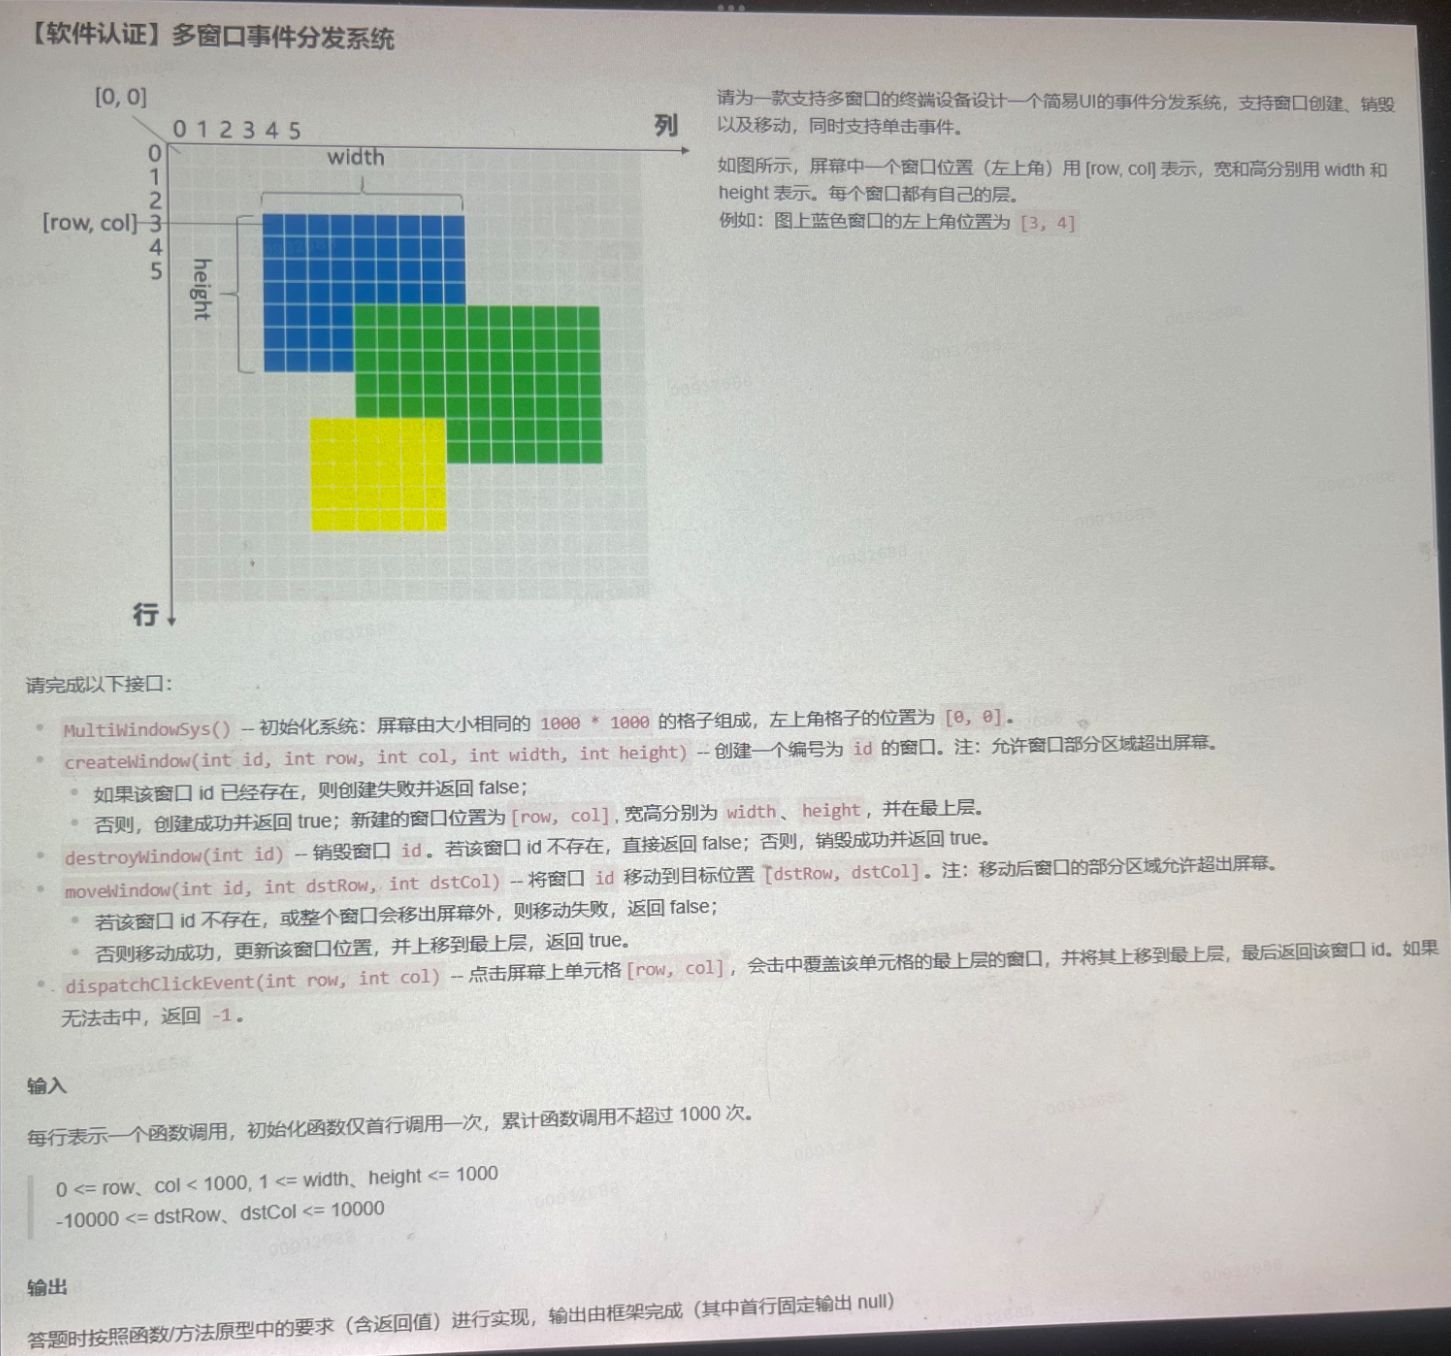 【软件认证】多窗口事件分发系统
[0, 0]
0 1 2 3 4 5
列
width
0
1
2
[row, col] 3
4
5
height
行
请为一款支持多窗口的终端设备设计一个简易UI的事件分发系统，支持窗口创建、销毁
以及移动，同时支持单击事件。
如图所示，屏幕中一个窗口位置（左上角）用 [row, col] 表示，宽和高分别用 width 和
height 表示。每个窗口都有自己的层。
例如：图上蓝色窗口的左上角位置为 [3, 4]
请完成以下接口：
• MultiWindowSys() -- 初始化系统：屏幕由大小相同的 1000 * 1000 的格子组成，左上角格子的位置为 [0, 0]。
• createWindow(int id, int row, int col, int width, int height) -- 创建一个编号为 id 的窗口。注：允许窗口部分区域超出屏幕。
• 如果该窗口 id 已经存在，则创建失败并返回 false；
• 否则，创建成功并返回 true；新建的窗口位置为 [row, col] , 宽高分别为 width、height，并在最上层。
• destroyWindow(int id) -- 销毁窗口 id。若该窗口 id 不存在，直接返回 false；否则，销毁成功并返回 true。
• moveWindow(int id, int dstRow, int dstCol) -- 将窗口 id 移动到目标位置 [dstRow, dstCol]。注：移动后窗口的部分区域允许超出屏幕。
• 若该窗口 id 不存在，或整个窗口会移出屏幕外，则移动失败，返回 false；
• 否则移动成功，更新该窗口位置，并上移到最上层，返回 true。
• dispatchClickEvent(int row, int col) -- 点击屏幕上单元格 [row, col]，会击中覆盖该单元格的最上层的窗口，并将其上移到最上层，最后返回该窗口 id。如果
无法击中，返回 -1。
输入
每行表示一个函数调用，初始化函数仅首行调用一次，累计函数调用不超过 1000 次。
0 <= row、col < 1000, 1 <= width、height <= 1000
-10000 <= dstRow、dstCol <= 10000
输出
答题时按照函数/方法原型中的要求（含返回值）进行实现，输出由框架完成（其中首行固定输出 null）